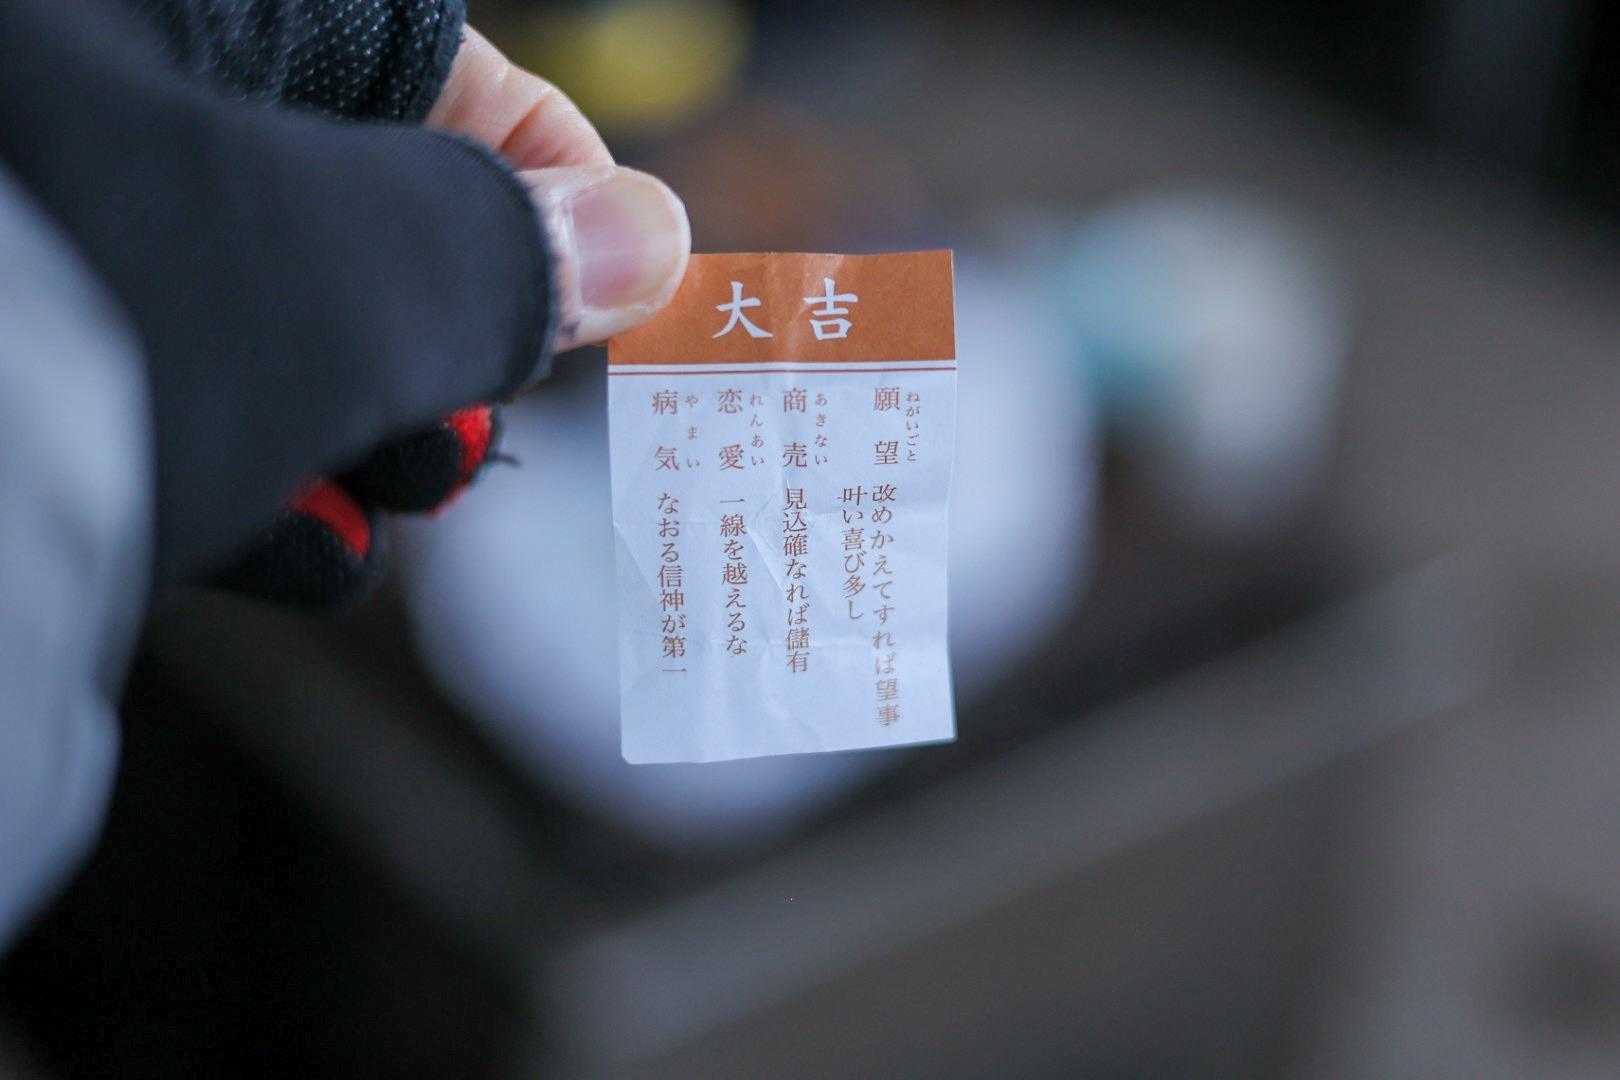 大吉
願望
ねがいごと
改めかえてすれば望事
叶い喜び多し
商売
あきない
見込確なれば儲有
恋愛
れんあい
一線を越えるな
病気
やまい
なおる信神が第一